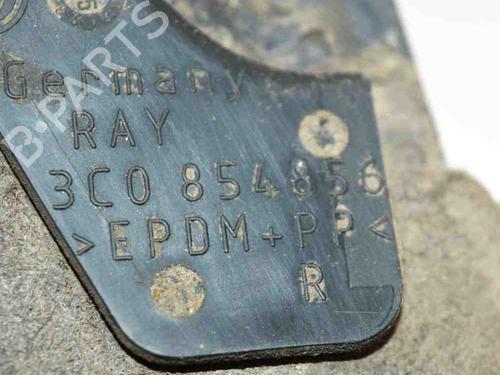 Germany
RAY
3C0 854 856
>EPDM+PP<
R
B-PARTS